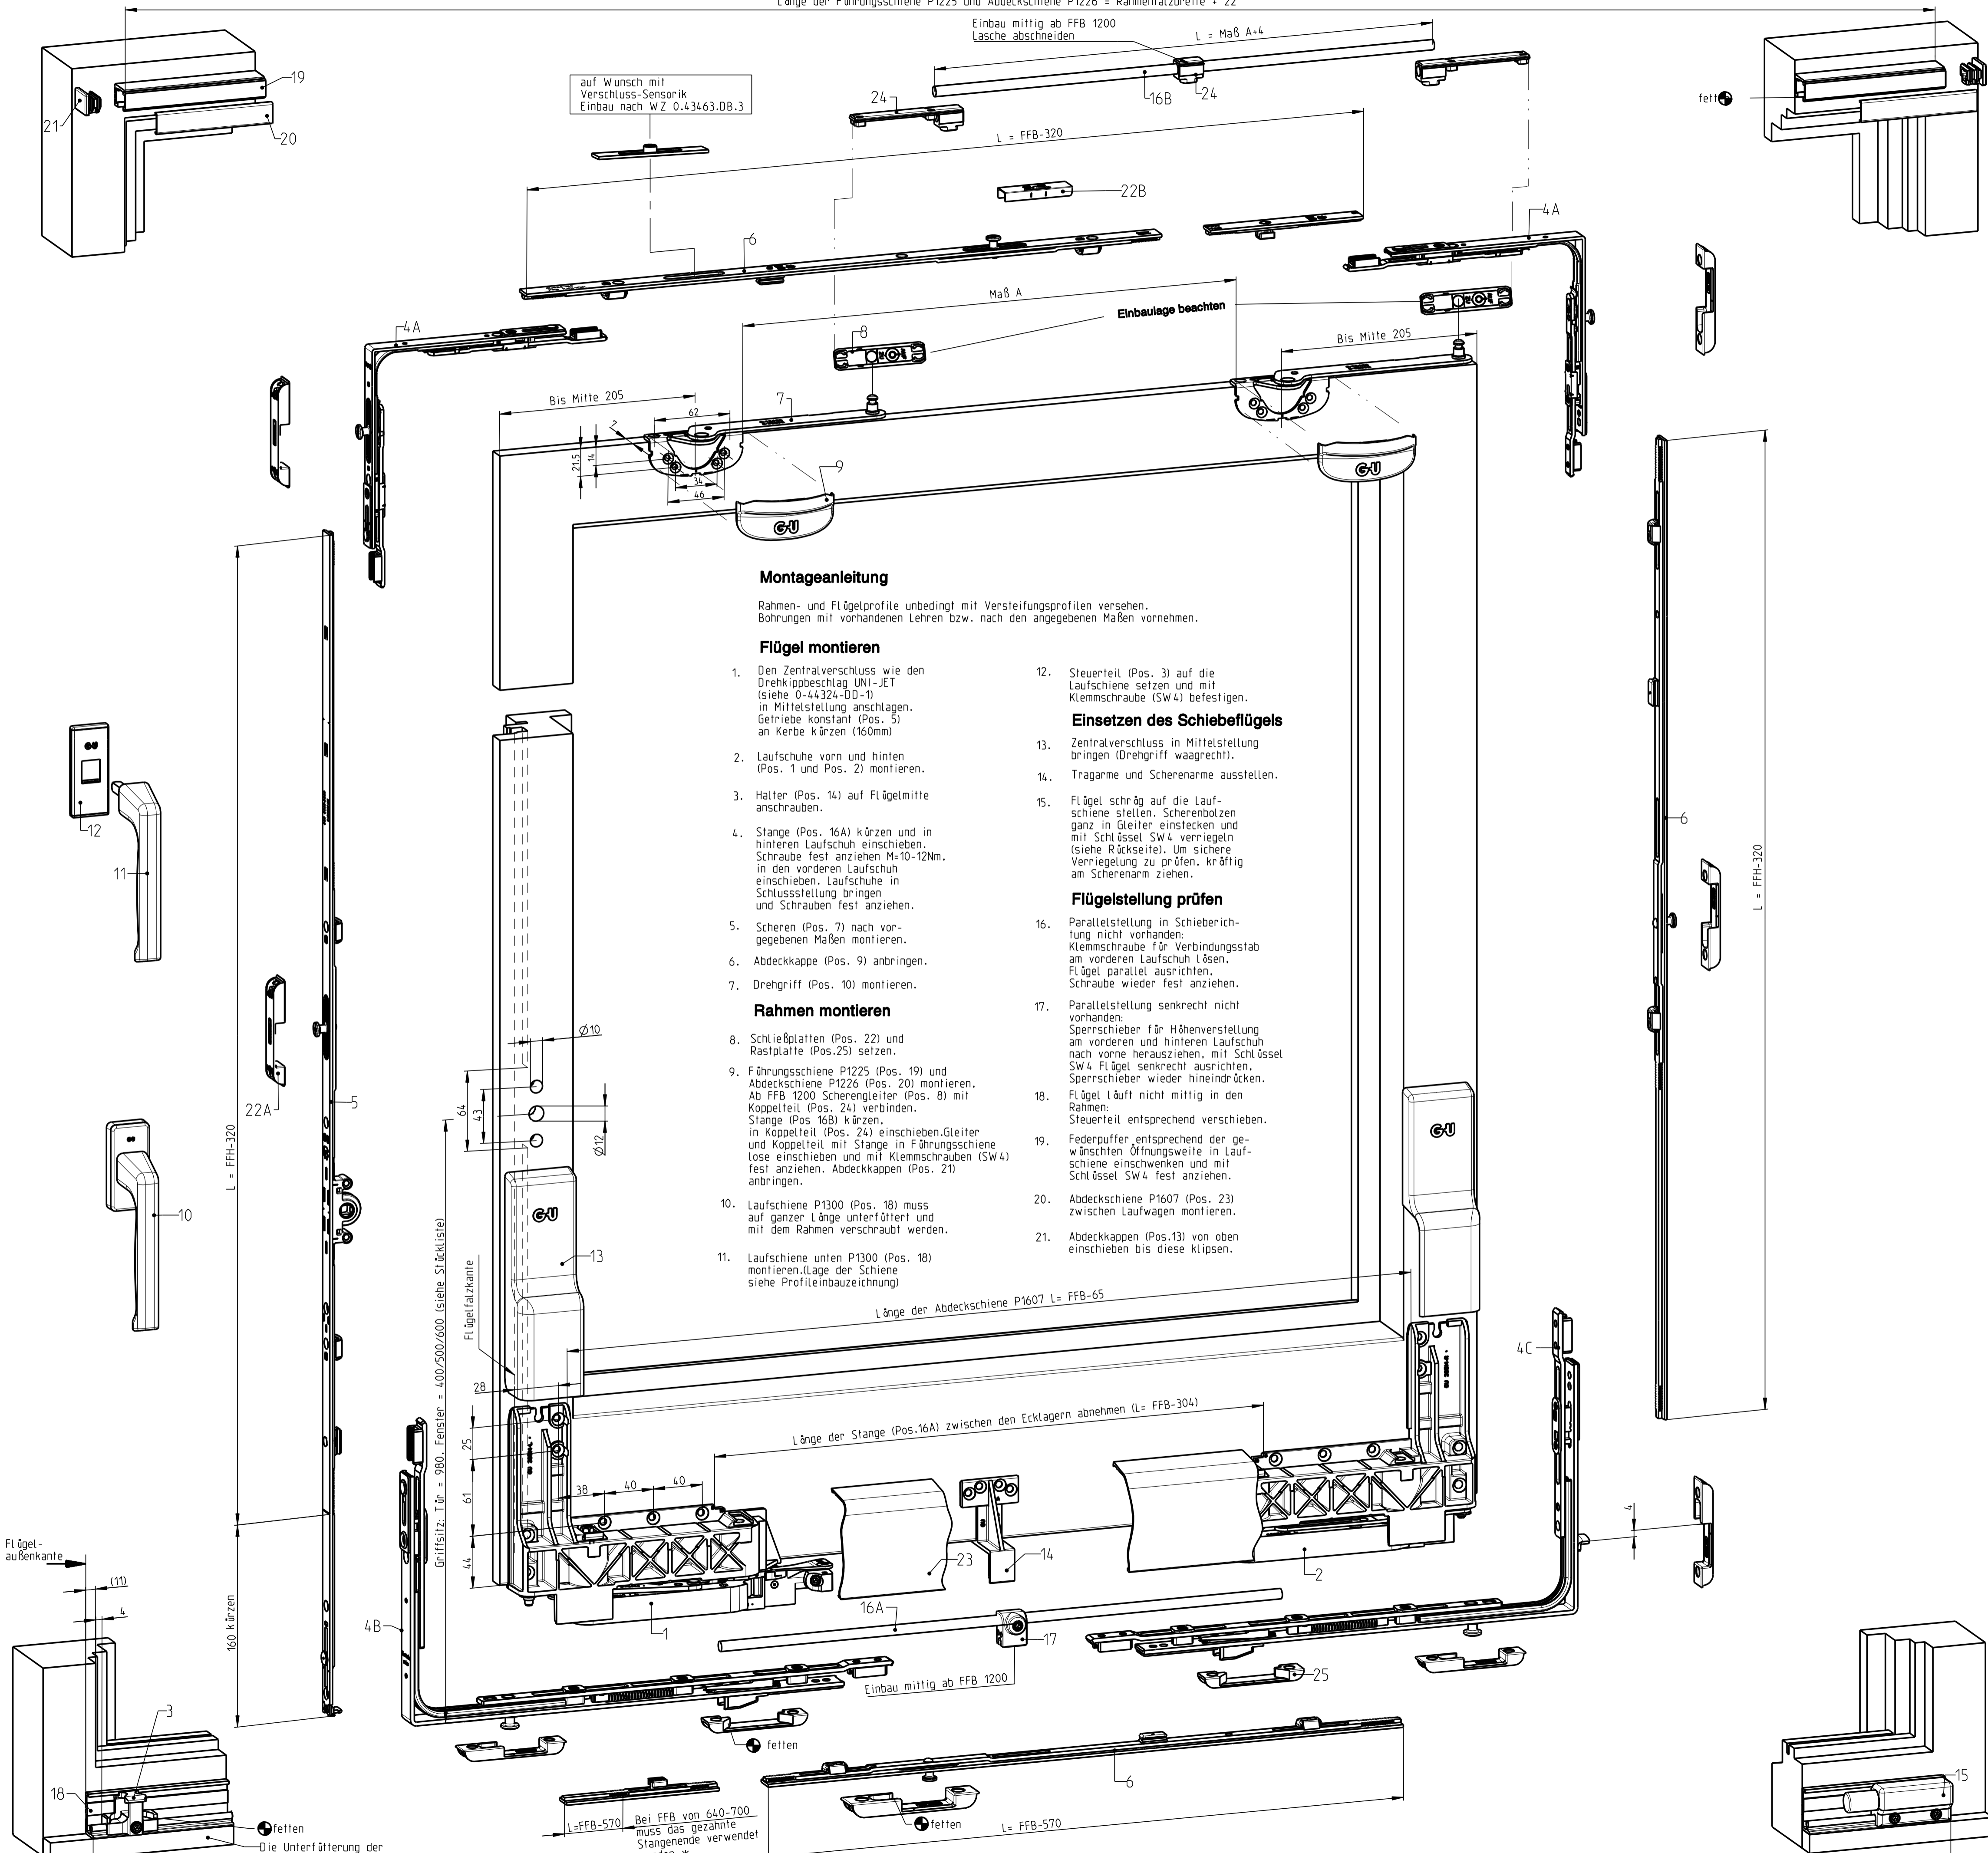 Länge der Führungsschiene P1225 und Abdeckschiene P1226 = Rahmenfalzbreite + 22
Einbau mittig ab FFB 1200
Lasche abschneiden
L = Maß A+4
auf Wunsch mit
Verschluss-Sensorik
Einbau nach WZ 0.43463.DB.3
19
20
21
24
16B
24
fett
L = FFB-320
22B
6
4A
4A
Maß A
Einbaulage beachten
8
Bis Mitte 205
Bis Mitte 205
7
62
7
21.5
14
34
46
9
G-U
G-U
Montageanleitung
Rahmen- und Flügelprofile unbedingt mit Versteifungsprofilen versehen.
Bohrungen mit vorhandenen Lehren bzw. nach den angegebenen Maßen vornehmen.
Flügel montieren
1. Den Zentralverschluss wie den
Drehkippbeschlag UNI-JET
(siehe 0-44324-DD-1)
in Mittelstellung anschlagen.
Getriebe konstant (Pos. 5)
an Kerbe kürzen (160mm)
2. Laufschuhe vorn und hinten
(Pos. 1 und Pos. 2) montieren.
3. Halter (Pos. 14) auf Flügelmitte
anschrauben.
4. Stange (Pos. 16A) kürzen und in
hinteren Laufschuh einschieben.
Schraube fest anziehen M=10-12Nm,
in den vorderen Laufschuh
einschieben. Laufschuhe in
Schlussstellung bringen
und Schrauben fest anziehen.
5. Scheren (Pos. 7) nach vor-
gegebenen Maßen montieren.
6. Abdeckkappe (Pos. 9) anbringen.
7. Drehgriff (Pos. 10) montieren.
Rahmen montieren
8. Schließplatten (Pos. 22) und
Rastplatte (Pos.25) setzen.
9. Führungsschiene P1225 (Pos. 19) und
Abdeckschiene P1226 (Pos. 20) montieren.
Ab FFB 1200 Scherengleiter (Pos. 8) mit
Koppelteil (Pos. 24) verbinden.
Stange (Pos 16B) kürzen,
in Koppelteil (Pos. 24) einschieben.Gleiter
und Koppelteil mit Stange in Führungsschiene
lose einschieben und mit Klemmschrauben (SW4)
fest anziehen. Abdeckkappen (Pos. 21)
anbringen.
10. Laufschiene P1300 (Pos. 18) muss
auf ganzer Länge unterfüttert und
mit dem Rahmen verschraubt werden.
11. Laufschiene unten P1300 (Pos. 18)
montieren.(Lage der Schiene
siehe Profileinbauzeichnung)
12. Steuerteil (Pos. 3) auf die
Laufschiene setzen und mit
Klemmschraube (SW4) befestigen.
Einsetzen des Schiebeflügels
13. Zentralverschluss in Mittelstellung
bringen (Drehgriff waagrecht).
14. Tragarme und Scherenarme ausstellen.
15. Flügel schräg auf die Lauf-
schiene stellen. Scherenbolzen
ganz in Gleiter einstecken und
mit Schlüssel SW4 verriegeln
(siehe Rückseite). Um sichere
Verriegelung zu prüfen, kräftig
am Scherenarm ziehen.
Flügelstellung prüfen
16. Parallelstellung in Schieberich-
tung nicht vorhanden:
Klemmschraube für Verbindungsstab
am vorderen Laufschuh lösen,
Flügel parallel ausrichten,
Schraube wieder fest anziehen.
17. Parallelstellung senkrecht nicht
vorhanden:
Sperrschieber für Höhenverstellung
am vorderen und hinteren Laufschuh
nach vorne herausziehen, mit Schlüssel
SW4 Flügel senkrecht ausrichten,
Sperrschieber wieder hineindrücken.
18. Flügel läuft nicht mittig in den
Rahmen:
Steuerteil entsprechend verschieben.
19. Federpuffer entsprechend der ge-
wünschten Öffnungsweite in Lauf-
schiene einschwenken und mit
Schlüssel SW4 fest anziehen.
20. Abdeckschiene P1607 (Pos. 23)
zwischen Laufwagen montieren.
21. Abdeckkappen (Pos.13) von oben
einschieben bis diese klipsen.
G-U
12
11
10
22A
5
L = FFH-320
160 kürzen
6
L = FFH-320
Ø10
Ø12
64
43
Griffsitz: Tür = 980, Fenster = 400/500/600 (siehe Stückliste)
Flügelfalzkante
G-U
13
G-U
Länge der Abdeckschiene P1607 L= FFB-65
28
25
61
44
38
40
40
Länge der Stange (Pos.16A) zwischen den Ecklagern abnehmen (L= FFB-304)
4C
4
23
14
2
1
16A
17
Einbau mittig ab FFB 1200
4B
25
fetten
Flügel-
außenkante
(11)
4
3
18
fetten
Die Unterfütterung der
L=FFB-570
Bei FFB von 640-700
muss das gezahnte
Stangenende verwendet
6
fetten
L= FFB-570
15